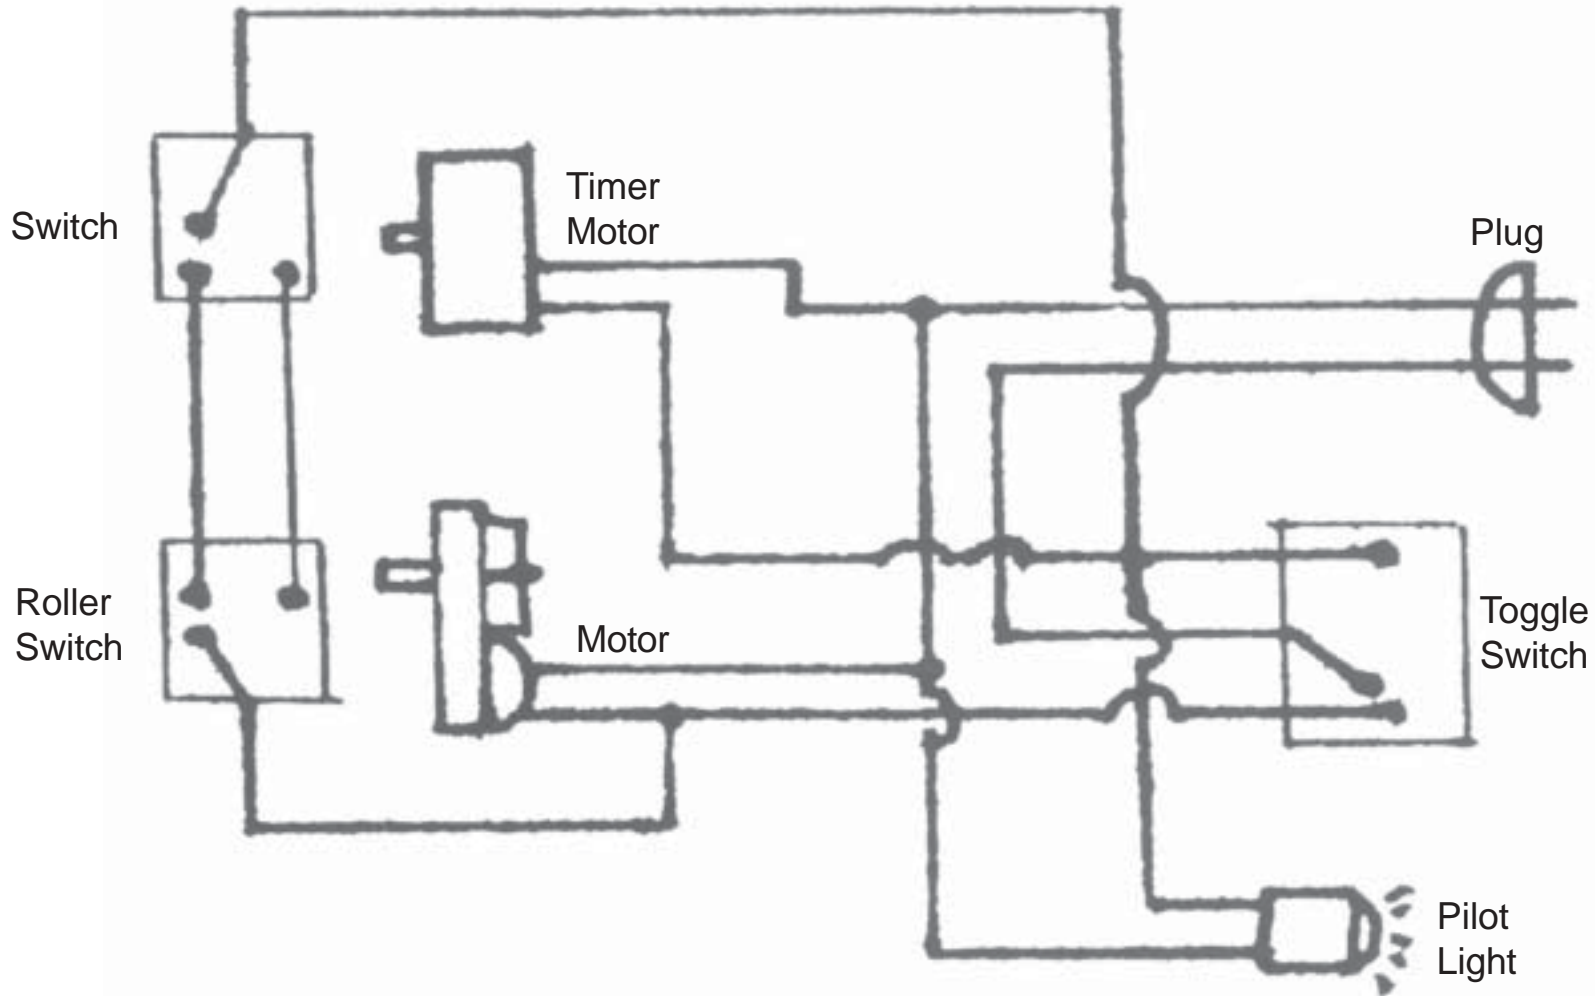 Timer
Motor
Switch
Plug
Roller
Switch
Motor
Toggle
Switch
Pilot
Light